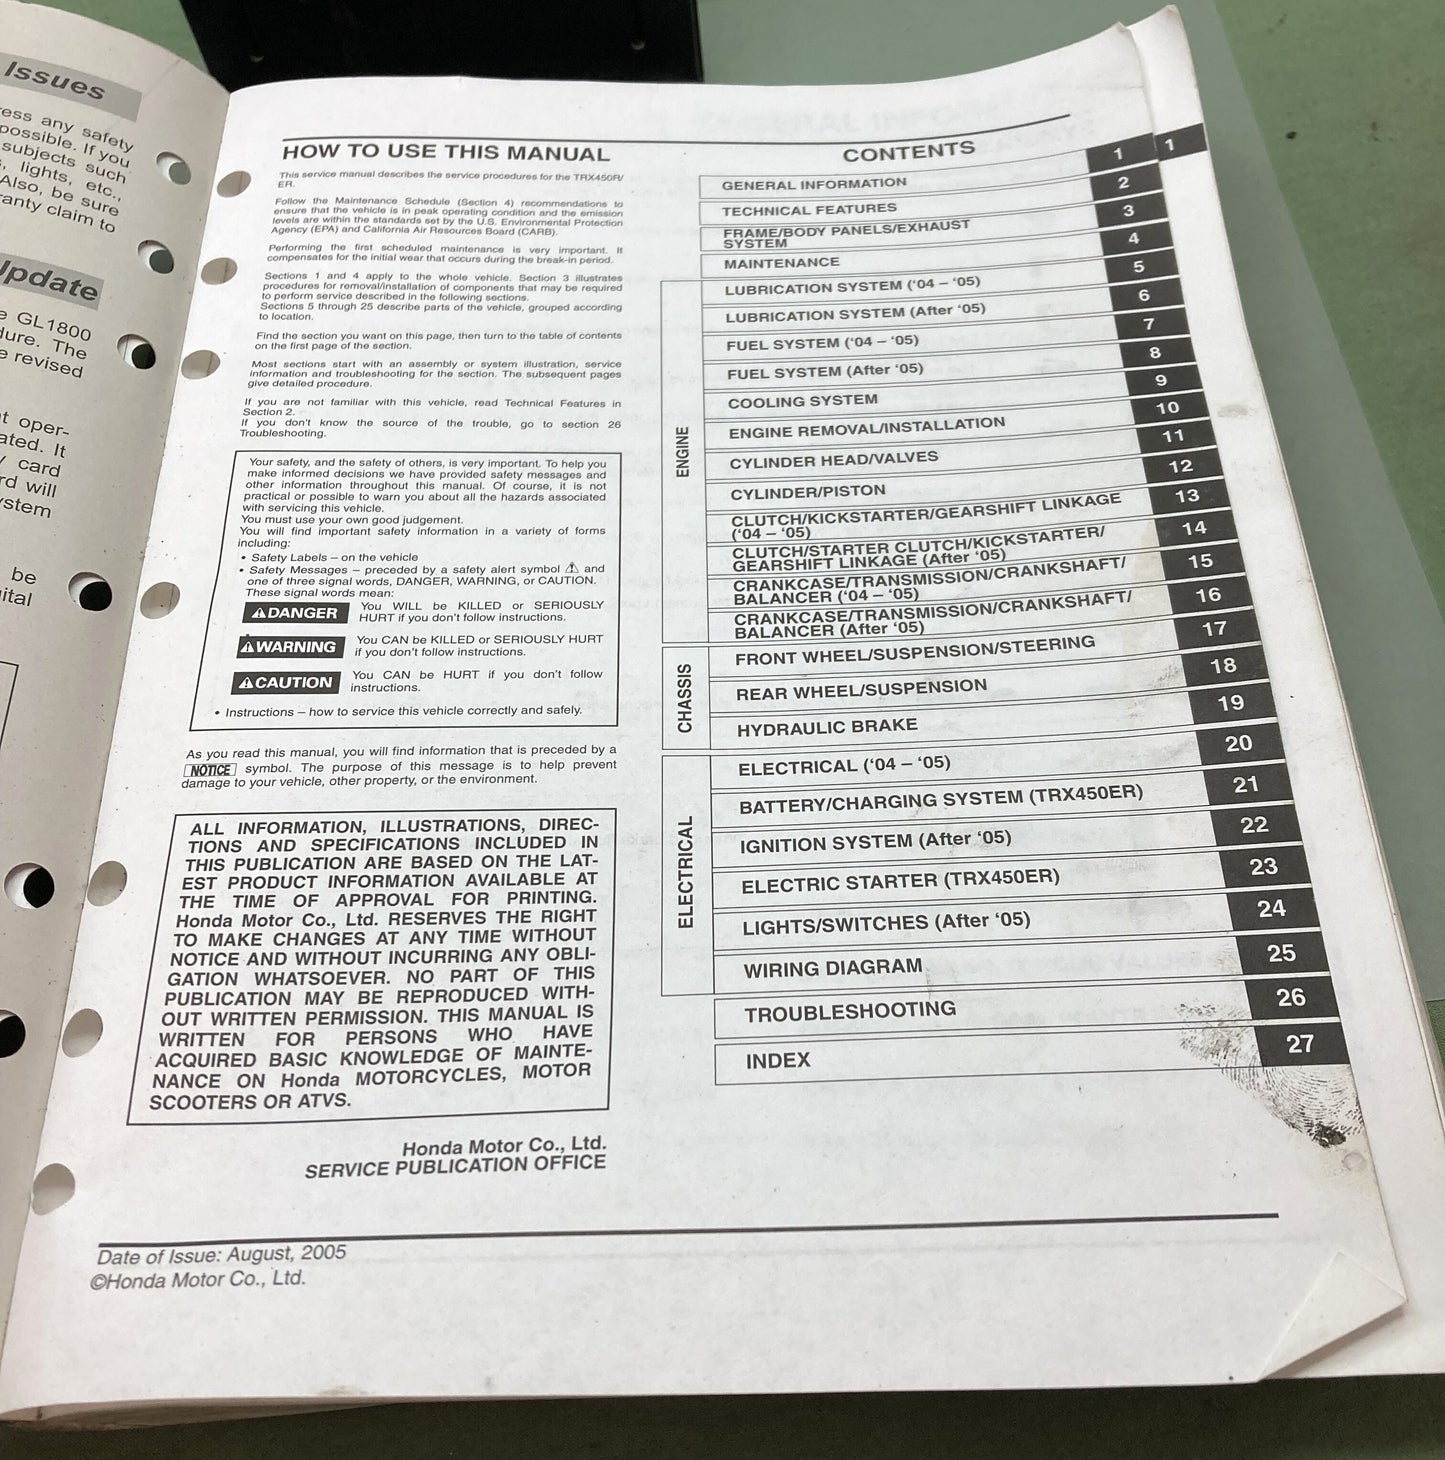 Issues
ess any safety
possible. If you
subjects such
, lights, etc.,
Also, be sure
ranty claim to
Update
e GL1800
dure. The
e revised
t oper-
ated. It
card
rd will
ystem
be
gital
HOW TO USE THIS MANUAL
This service manual describes the service procedures for the TRX450R/
ER.
Follow the Maintenance Schedule (Section 4) recommendations to
ensure that the vehicle is in peak operating condition and the emission
levels are within the standards set by the U.S. Environmental Protection
Agency (EPA) and California Air Resources Board (CARB).
Performing the first scheduled maintenance is very important. It
compensates for the initial wear that occurs during the break-in period.
Sections 1 and 4 apply to the whole vehicle. Section 3 illustrates
procedures for removal/installation of components that may be required
to perform service described in the following sections.
Sections 5 through 25 describe parts of the vehicle, grouped according
to location.
Find the section you want on this page, then turn to the table of contents
on the first page of the section.
Most sections start with an assembly or system illustration, service
information and troubleshooting for the section. The subsequent pages
give detailed procedure.
If you are not familiar with this vehicle, read Technical Features in
Section 2.
If you don't know the source of the trouble, go to section 26
Troubleshooting.
Your safety, and the safety of others, is very important. To help you
make informed decisions we have provided safety messages and
other information throughout this manual. Of course, it is not
practical or possible to warn you about all the hazards associated
with servicing this vehicle.
You must use your own good judgement.
You will find important safety information in a variety of forms
including:
• Safety Labels – on the vehicle
• Safety Messages – preceded by a safety alert symbol ⚠ and
one of three signal words, DANGER, WARNING, or CAUTION.
These signal words mean:
⚠DANGER You WILL be KILLED or SERIOUSLY
HURT if you don't follow instructions.
⚠WARNING You CAN be KILLED or SERIOUSLY HURT
if you don't follow instructions.
⚠CAUTION You CAN be HURT if you don't follow
instructions.
• Instructions – how to service this vehicle correctly and safely.
As you read this manual, you will find information that is preceded by a
NOTICE symbol. The purpose of this message is to help prevent
damage to your vehicle, other property, or the environment.
ALL INFORMATION, ILLUSTRATIONS, DIREC-
TIONS AND SPECIFICATIONS INCLUDED IN
THIS PUBLICATION ARE BASED ON THE LAT-
EST PRODUCT INFORMATION AVAILABLE AT
THE TIME OF APPROVAL FOR PRINTING.
Honda Motor Co., Ltd. RESERVES THE RIGHT
TO MAKE CHANGES AT ANY TIME WITHOUT
NOTICE AND WITHOUT INCURRING ANY OBLI-
GATION WHATSOEVER. NO PART OF THIS
PUBLICATION MAY BE REPRODUCED WITH-
OUT WRITTEN PERMISSION. THIS MANUAL IS
WRITTEN FOR PERSONS WHO HAVE
ACQUIRED BASIC KNOWLEDGE OF MAINTE-
NANCE ON Honda MOTORCYCLES, MOTOR
SCOOTERS OR ATVS.
Honda Motor Co., Ltd.
SERVICE PUBLICATION OFFICE
Date of Issue: August, 2005
©Honda Motor Co., Ltd.
CONTENTS
GENERAL INFORMATION 1 1
TECHNICAL FEATURES 2
FRAME/BODY PANELS/EXHAUST
SYSTEM 3
MAINTENANCE 4
ENGINE
LUBRICATION SYSTEM ('04 – '05) 5
LUBRICATION SYSTEM (After '05) 6
FUEL SYSTEM ('04 – '05) 7
FUEL SYSTEM (After '05) 8
COOLING SYSTEM 9
ENGINE REMOVAL/INSTALLATION 10
CYLINDER HEAD/VALVES 11
CYLINDER/PISTON 12
CLUTCH/KICKSTARTER/GEARSHIFT LINKAGE
('04 – '05) 13
CLUTCH/STARTER CLUTCH/KICKSTARTER/
GEARSHIFT LINKAGE (After '05) 14
CRANKCASE/TRANSMISSION/CRANKSHAFT/
BALANCER ('04 – '05) 15
CRANKCASE/TRANSMISSION/CRANKSHAFT/
BALANCER (After '05) 16
CHASSIS
FRONT WHEEL/SUSPENSION/STEERING 17
REAR WHEEL/SUSPENSION 18
HYDRAULIC BRAKE 19
ELECTRICAL
ELECTRICAL ('04 – '05) 20
BATTERY/CHARGING SYSTEM (TRX450ER) 21
IGNITION SYSTEM (After '05) 22
ELECTRIC STARTER (TRX450ER) 23
LIGHTS/SWITCHES (After '05) 24
WIRING DIAGRAM 25
TROUBLESHOOTING 26
INDEX 27